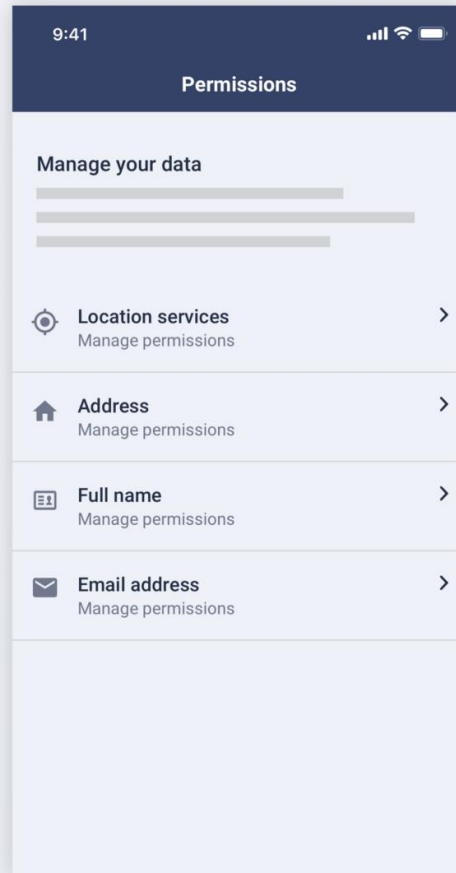 9:41
Permissions
Manage your data
Location services
Manage permissions
Address
Manage permissions
Full name
Manage permissions
Email address
Manage permissions